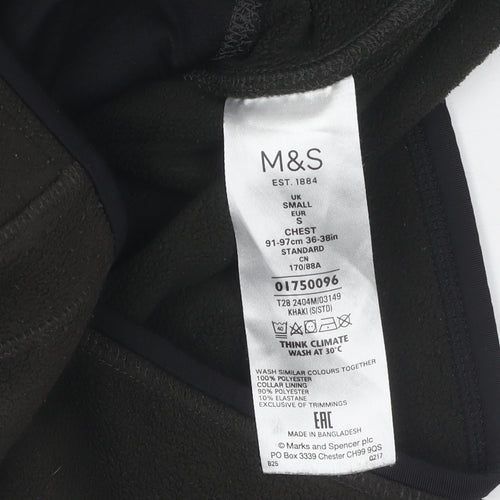 M&S
EST. 1884
UK
SMALL
EUR
S
CHEST
91-97cm 36-38in
STANDARD
CN
170/88A
01750096
T28 2404M/03149
KHAKI (S/STD)
40
THINK CLIMATE
WASH AT 30°C
WASH SIMILAR COLOURS TOGETHER
100% POLYESTER
COLLAR LINING
90% POLYESTER
10% ELASTANE
EXCLUSIVE OF TRIMMINGS
EAC
MADE IN BANGLADESH
© Marks and Spencer plc
PO Box 3339 Chester CH99 9QS
B25 Q217